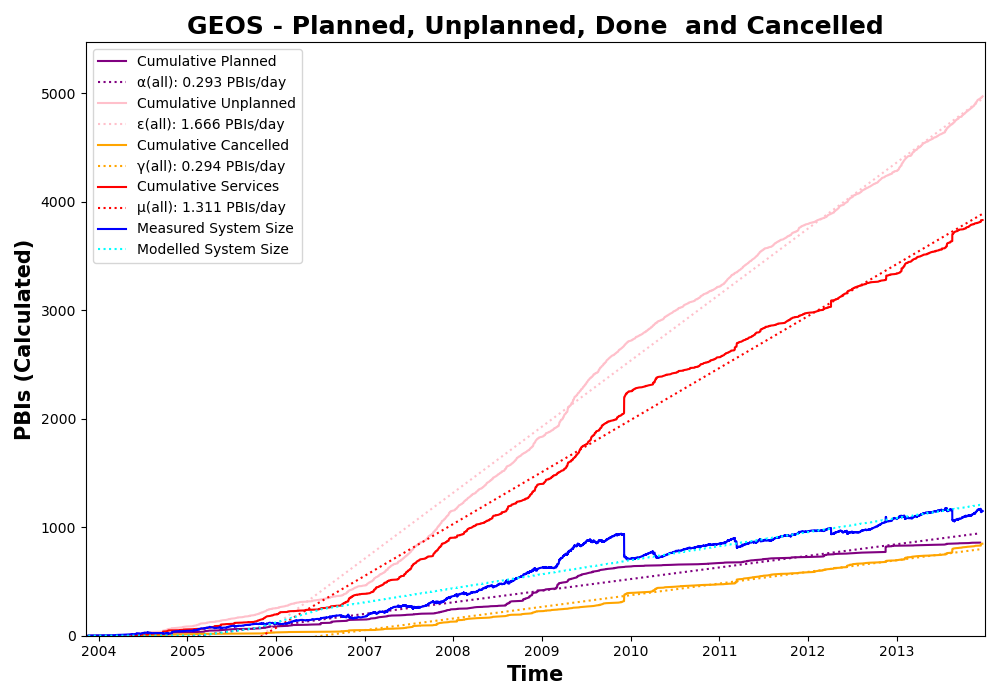 GEOS - Planned, Unplanned, Done  and Cancelled
Cumulative Planned
α(all): 0.293 PBIs/day
Cumulative Unplanned
ε(all): 1.666 PBIs/day
Cumulative Cancelled
γ(all): 0.294 PBIs/day
Cumulative Services
μ(all): 1.311 PBIs/day
Measured System Size
Modelled System Size
PBIs (Calculated)
5000
4000
3000
2000
1000
0
2004 2005 2006 2007 2008 2009 2010 2011 2012 2013
Time